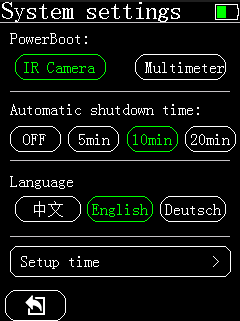 System settings
PowerBoot:
IR Camera Multimeter
Automatic shutdown time:
OFF 5min 10min 20min
Language
中文 English Deutsch
Setup time >